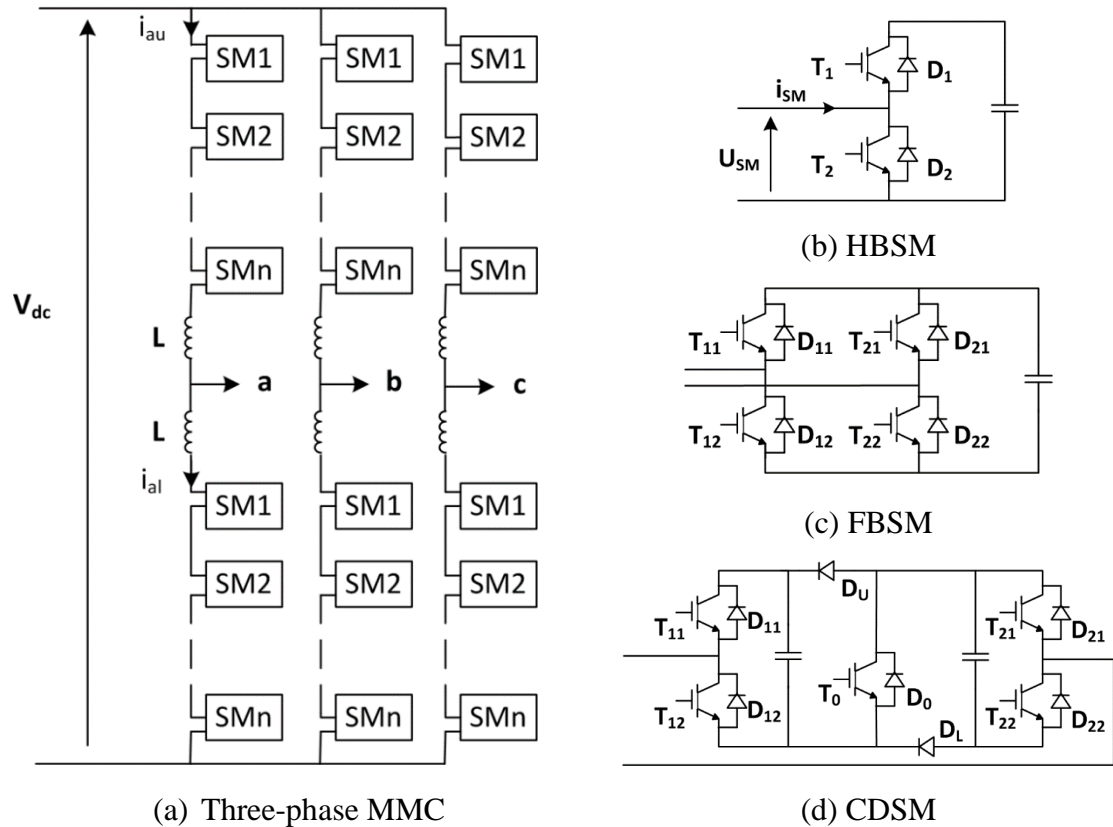 i_au
SM1 SM1 SM1
SM2 SM2 SM2
SMn SMn SMn
V_dc
L
a b c
L
i_al
SM1 SM1 SM1
SM2 SM2 SM2
SMn SMn SMn
(a) Three-phase MMC
T_1 D_1
i_SM
U_SM
T_2 D_2
(b) HBSM
T_11 D_11 T_21 D_21
T_12 D_12 T_22 D_22
(c) FBSM
D_U
T_11 D_11 T_21 D_21
T_0 D_0
T_12 D_12 T_22 D_22
D_L
(d) CDSM